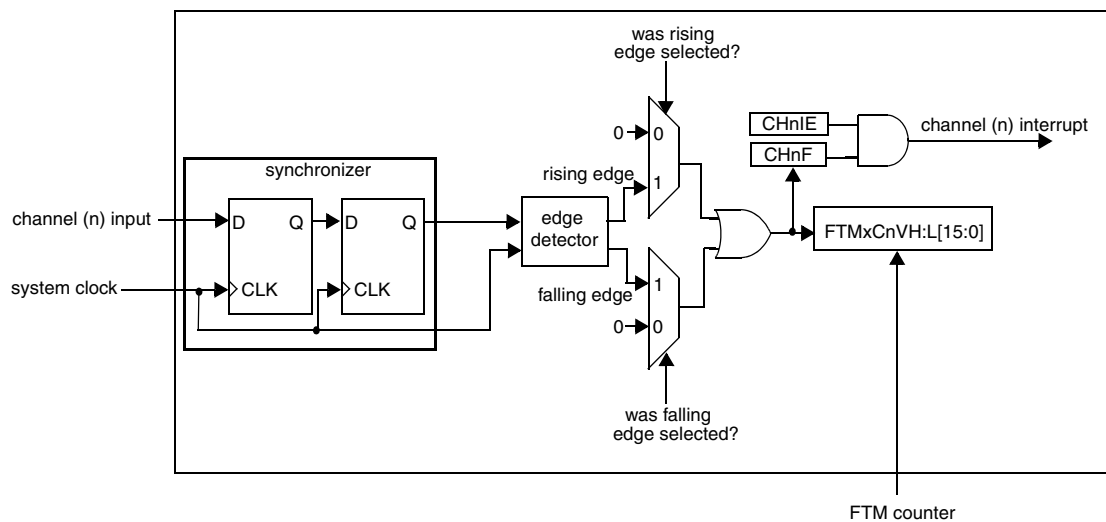 was rising
edge selected?
0
0
CHnIE
channel (n) interrupt
CHnF
synchronizer
rising edge
1
channel (n) input
D
Q
D
Q
edge
detector
FTMxCnVH:L[15:0]
system clock
CLK
CLK
falling edge
1
0
0
was falling
edge selected?
FTM counter